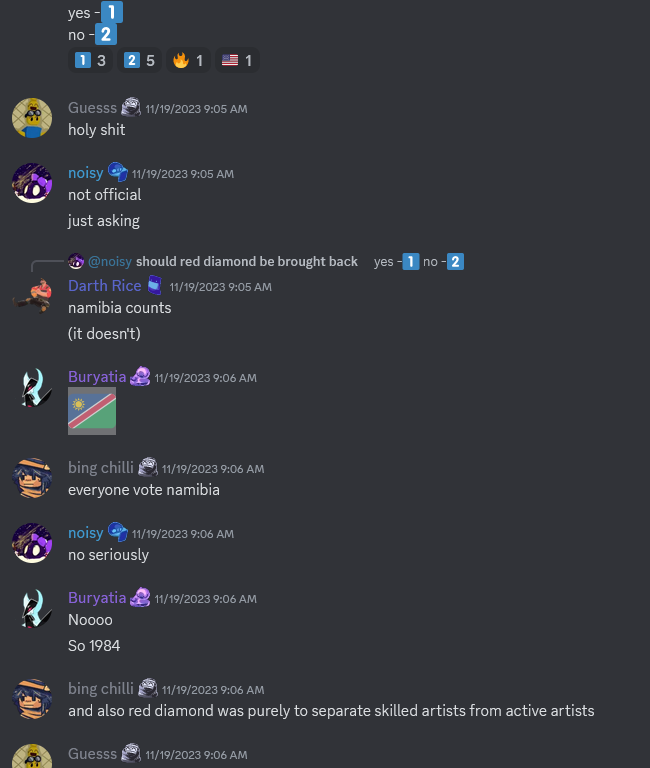 yes -1
no -2
1 3 2 5 1 1
Guesss 11/19/2023 9:05 AM
holy shit
noisy 11/19/2023 9:05 AM
not official
just asking
@noisy should red diamond be brought back yes -1 no -2
Darth Rice 11/19/2023 9:05 AM
namibia counts
(it doesn't)
Buryatia 11/19/2023 9:06 AM
bing chilli 11/19/2023 9:06 AM
everyone vote namibia
noisy 11/19/2023 9:06 AM
no seriously
Buryatia 11/19/2023 9:06 AM
Noooo
So 1984
bing chilli 11/19/2023 9:06 AM
and also red diamond was purely to separate skilled artists from active artists
Guesss 11/19/2023 9:06 AM